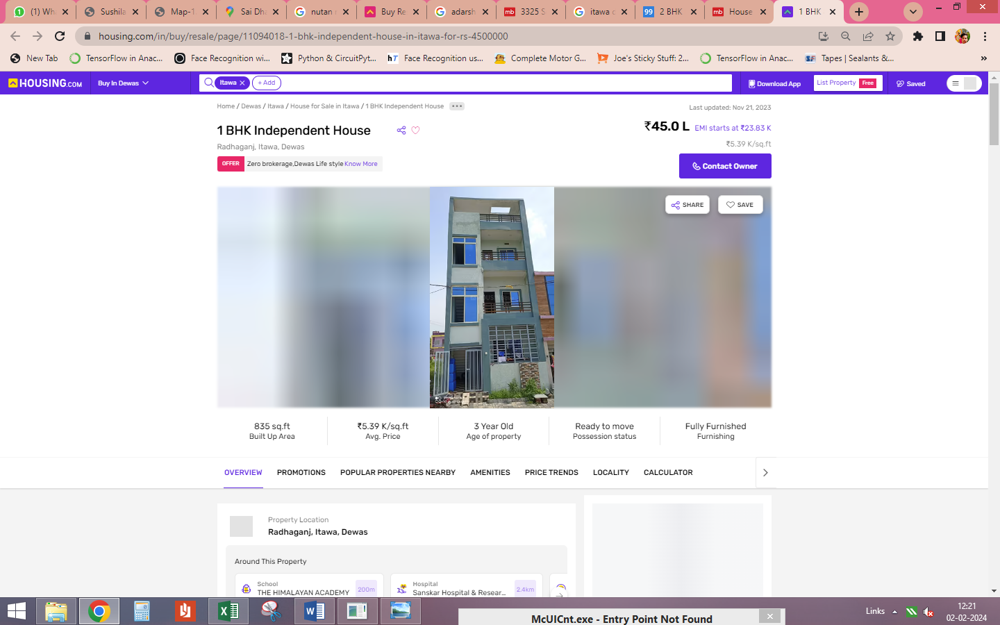 (1) Wha
Sushila
Map-1
Sai Dha
nutan n
Buy Re
adarsh
3325 S
itawa c
2 BHK
House
1 BHK
housing.com/in/buy/resale/page/11094018-1-bhk-independent-house-in-itawa-for-rs-4500000
New Tab
TensorFlow in Anac...
Face Recognition wi...
Python & CircuitPyt...
hT Face Recognition us...
Complete Motor G...
Joe's Sticky Stuff: 2...
TensorFlow in Anac...
Tapes | Sealants &...
»
HOUSING.COM
Buy In Dewas
Itawa
+ Add
Download App
List Property Free
Saved
Home / Dewas / Itawa / House for Sale in Itawa / 1 BHK Independent House
Last updated: Nov 21, 2023
1 BHK Independent House
₹45.0 L EMI starts at ₹23.83 K
Radhaganj, Itawa, Dewas
₹5.39 K/sq.ft
OFFER Zero brokerage,Dewas Life style Know More
Contact Owner
SHARE
SAVE
835 sq.ft
Built Up Area
₹5.39 K/sq.ft
Avg. Price
3 Year Old
Age of property
Ready to move
Possession status
Fully Furnished
Furnishing
OVERVIEW
PROMOTIONS
POPULAR PROPERTIES NEARBY
AMENITIES
PRICE TRENDS
LOCALITY
CALCULATOR
Property Location
Radhaganj, Itawa, Dewas
Around This Property
School
THE HIMALAYAN ACADEMY
200m
Hospital
Sanskar Hospital & Resear...
2.4km
McUICnt.exe - Entry Point Not Found
Links
12:21
02-02-2024